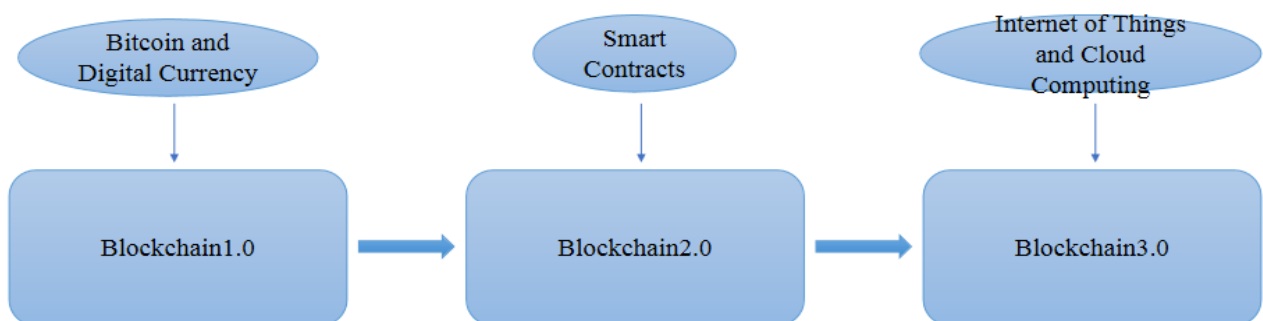 Bitcoin and
Digital Currency
Smart
Contracts
Internet of Things
and Cloud
Computing
Blockchain1.0
Blockchain2.0
Blockchain3.0